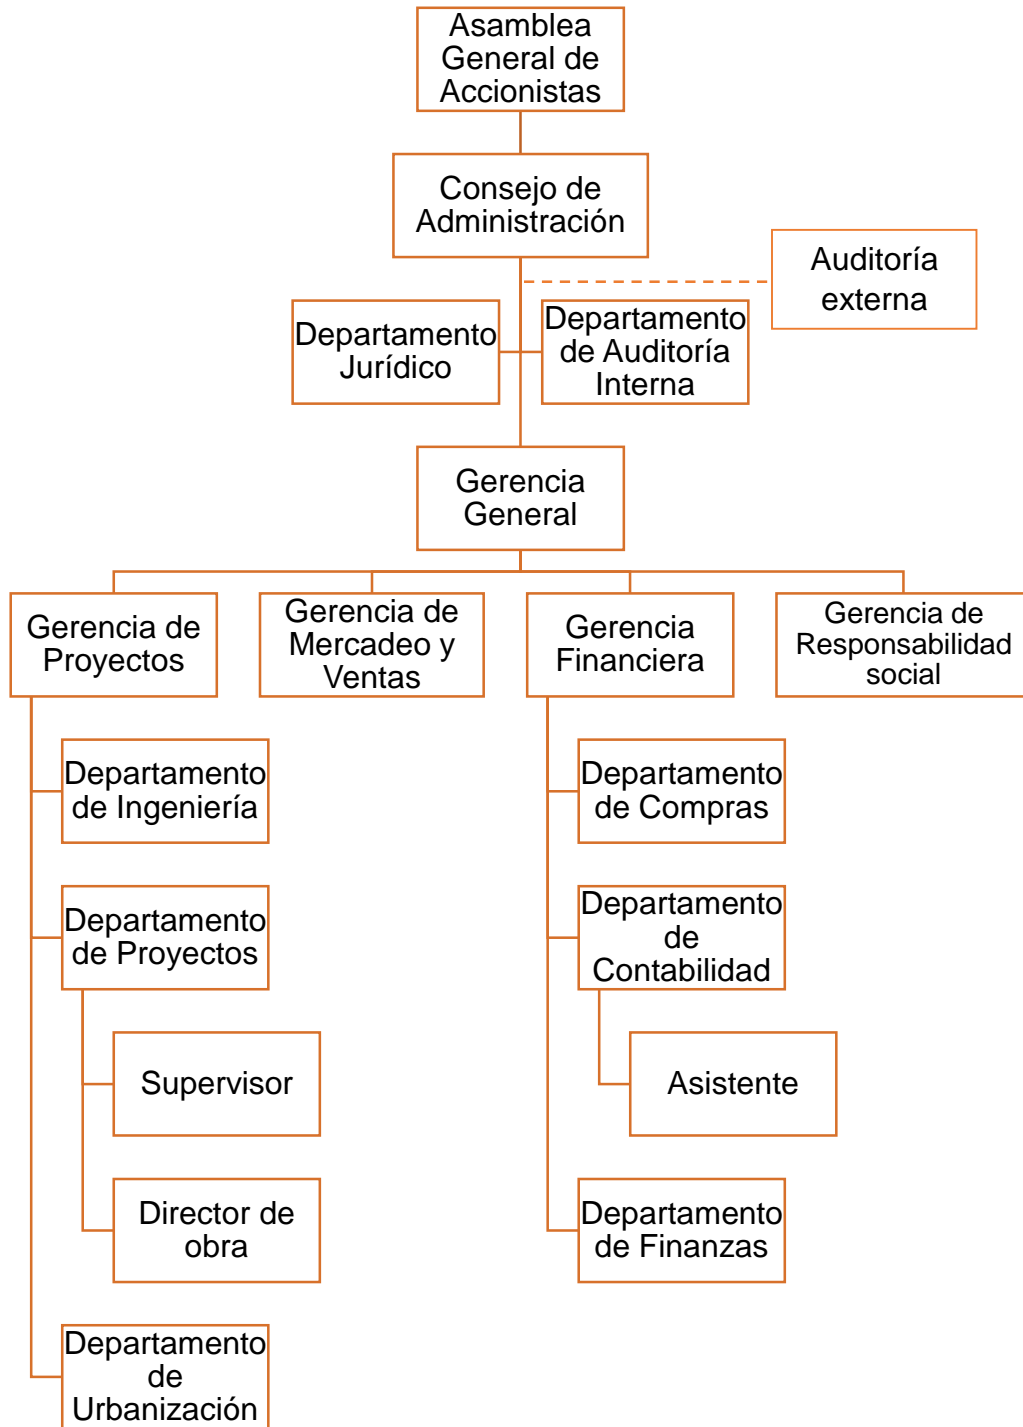 Asamblea
General de
Accionistas
Consejo de
Administración
Auditoría
externa
Departamento
Jurídico
Departamento
de Auditoría
Interna
Gerencia
General
Gerencia de
Proyectos
Gerencia de
Mercadeo y
Ventas
Gerencia
Financiera
Gerencia de
Responsabilidad
social
Departamento
de Ingeniería
Departamento
de Compras
Departamento
de Proyectos
Departamento
de
Contabilidad
Supervisor
Asistente
Director de
obra
Departamento
de Finanzas
Departamento
de
Urbanización